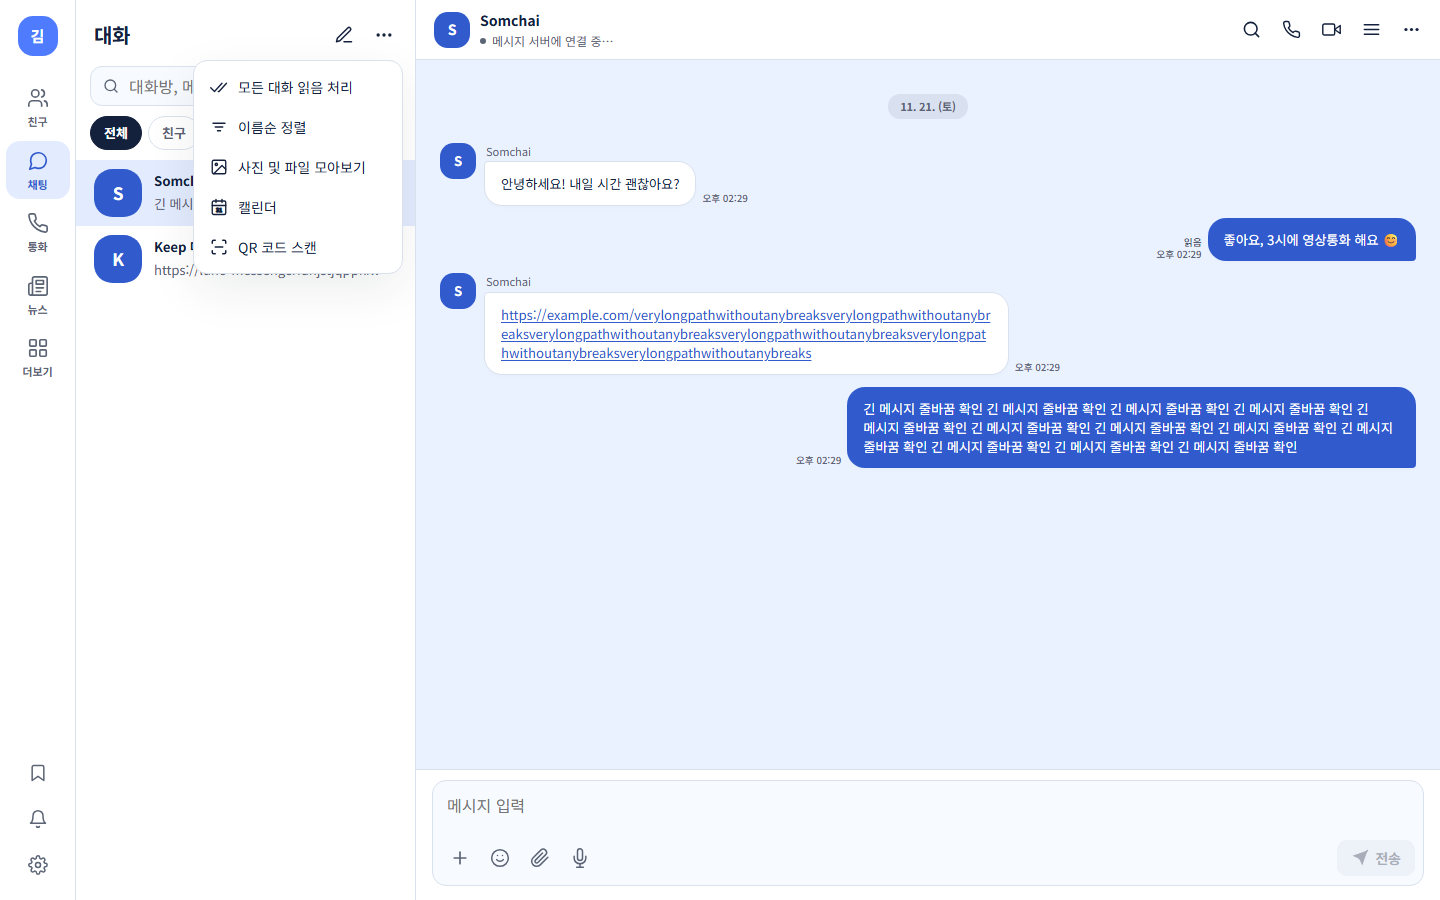 김
친구
채팅
통화
뉴스
더보기
대화
대화방, 메
전체
친구
모든 대화 읽음 처리
이름순 정렬
사진 및 파일 모아보기
캘린더
QR 코드 스캔
S
긴 메시
K
Keep
S
Somchai
메시지 서버에 연결 중…
11. 21. (토)
Somchai
S
안녕하세요! 내일 시간 괜찮아요?
오후 02:29
읽음
오후 02:29
좋아요, 3시에 영상통화 해요 😊
Somchai
S
https://example.com/verylongpathwithoutanybreaksverylongpathwithoutanybr
eaksverylongpathwithoutanybreaksverylongpathwithoutanybreaksverylongpat
hwithoutanybreaksverylongpathwithoutanybreaks
오후 02:29
긴 메시지 줄바꿈 확인 긴 메시지 줄바꿈 확인 긴 메시지 줄바꿈 확인 긴 메시지 줄바꿈 확인 긴
메시지 줄바꿈 확인 긴 메시지 줄바꿈 확인 긴 메시지 줄바꿈 확인 긴 메시지 줄바꿈 확인 긴 메시지
줄바꿈 확인 긴 메시지 줄바꿈 확인 긴 메시지 줄바꿈 확인 긴 메시지 줄바꿈 확인
오후 02:29
메시지 입력
전송